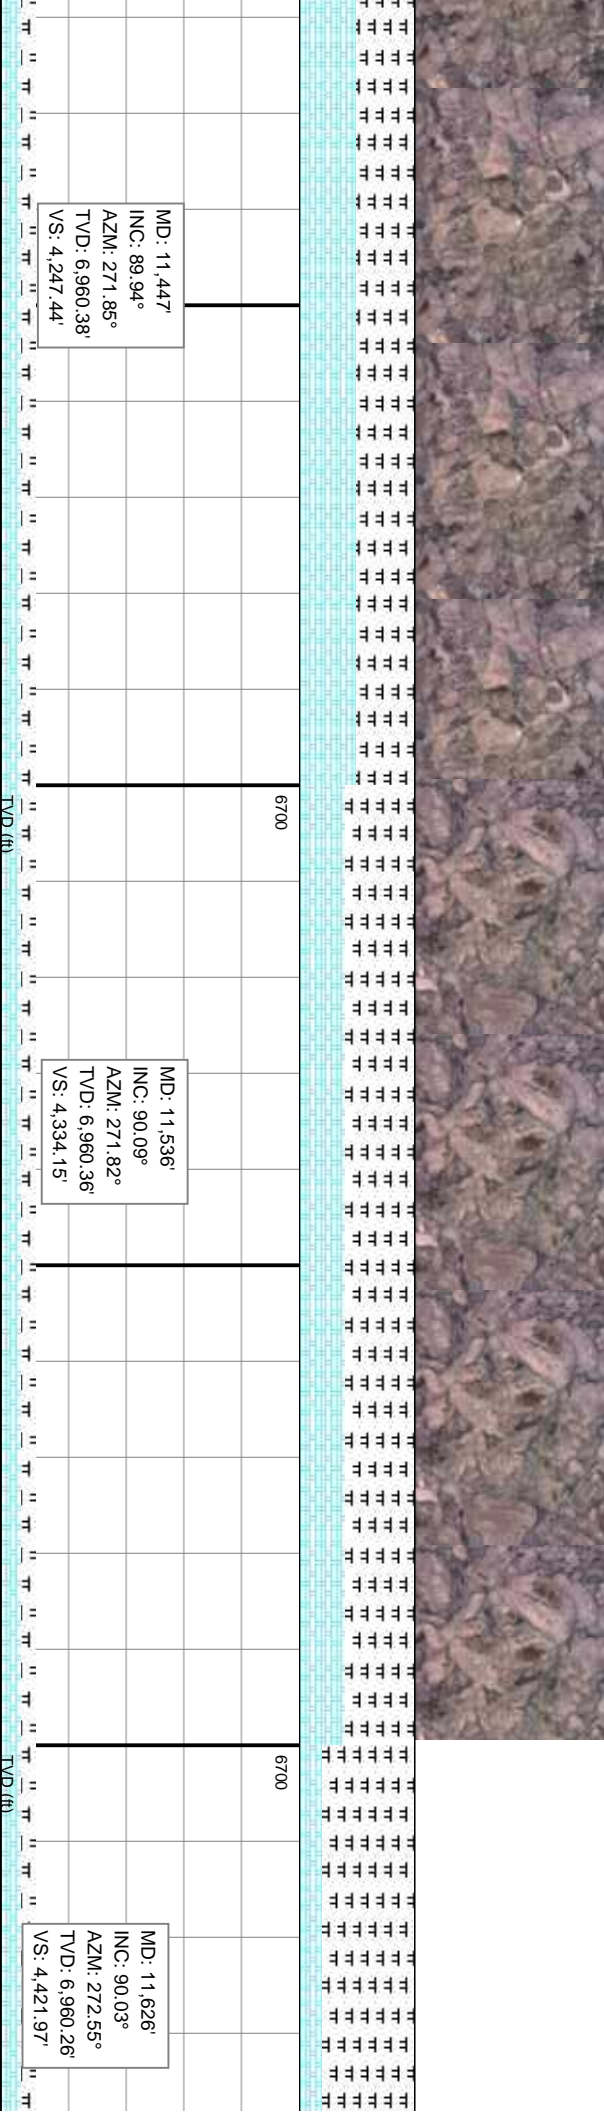 MD: 11,447'
INC: 89.94°
AZM: 271.85°
TVD: 6,960.38'
VS: 4,247.44'
6700
TVD (ft)
MD: 11,536'
INC: 90.09°
AZM: 271.82°
TVD: 6,960.36'
VS: 4,334.15'
6700
TVD (ft)
MD: 11,626'
INC: 90.03°
AZM: 272.55°
TVD: 6,960.26'
VS: 4,421.97'